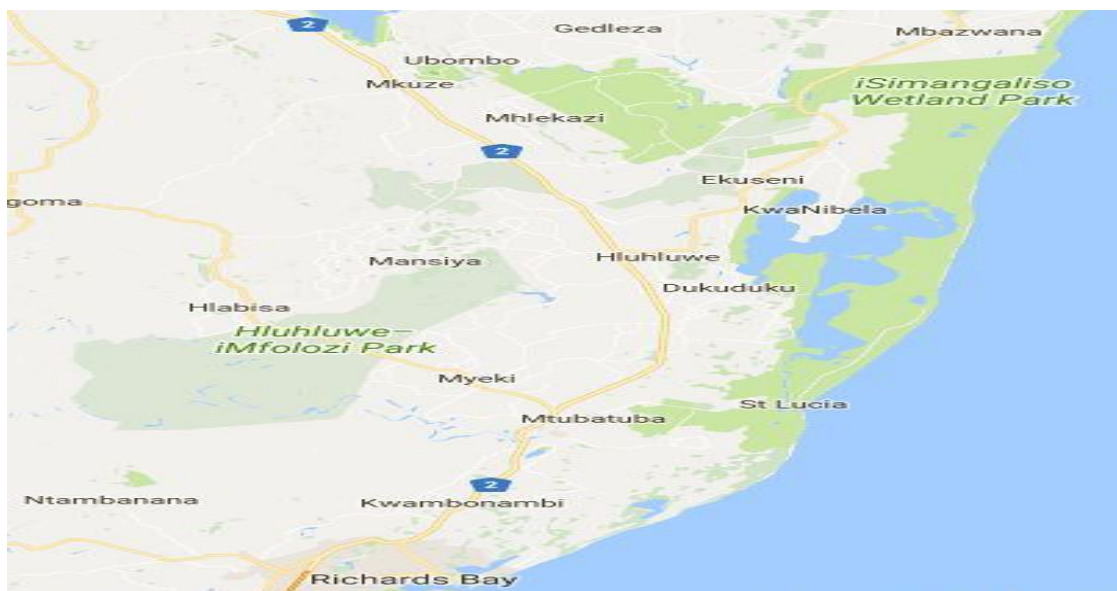 2
Gedleza
Mbazwana
Ubombo
Mkuze
iSimangaliso
Wetland Park
Mhlekazi
2
Ekuseni
goma
KwaNibela
Mansiya
Hluhluwe
Dukuduku
Hlabisa
Hluhluwe-
iMfolozi Park
Myeki
St Lucia
Mtubatuba
2
Ntambanana
Kwambonambi
Richards Bay